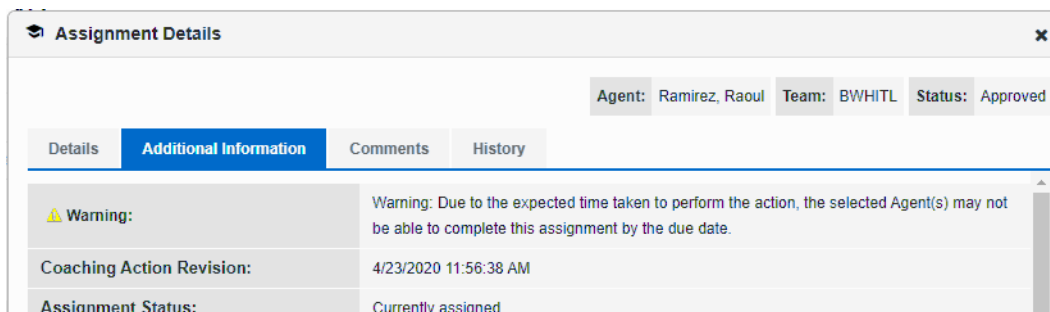 Assignment Details
Agent: Ramirez, Raoul Team: BWHITL Status: Approved
Details Additional Information Comments History
Warning: Warning: Due to the expected time taken to perform the action, the selected Agent(s) may not
be able to complete this assignment by the due date.
Coaching Action Revision: 4/23/2020 11:56:38 AM
Assignment Status: Currently assigned